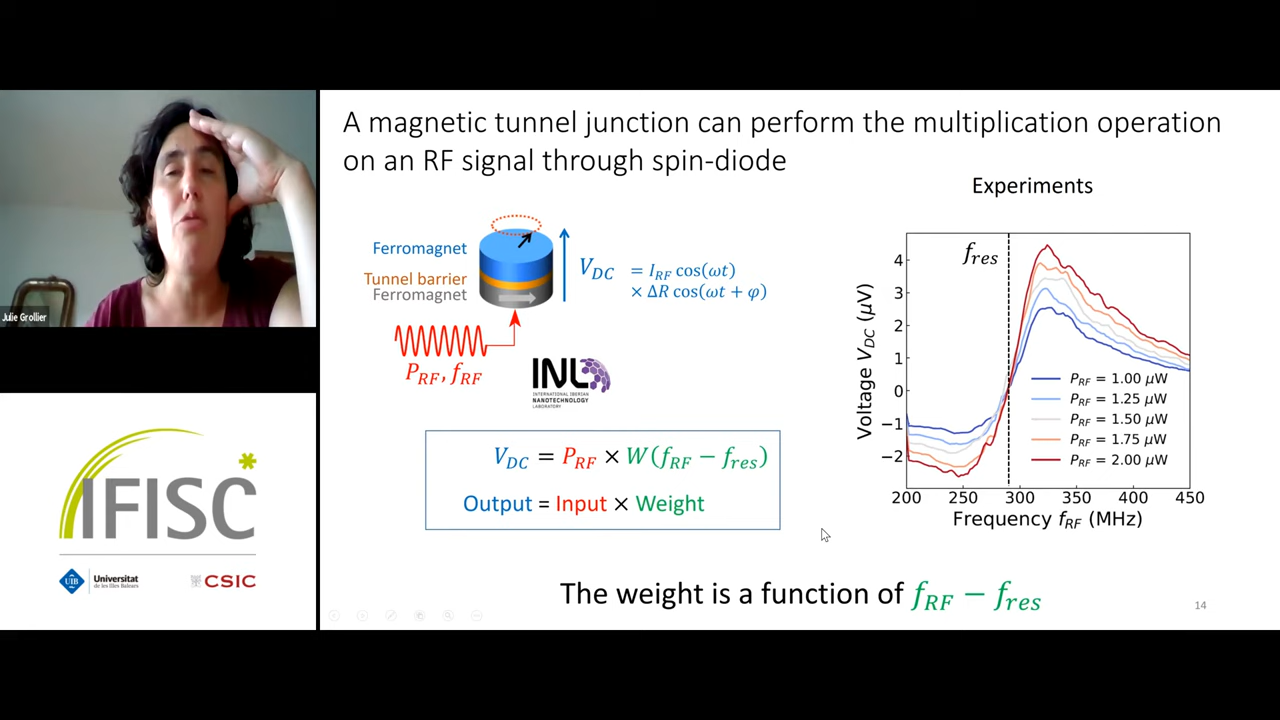 A magnetic tunnel junction can perform the multiplication operation
on an RF signal through spin-diode
Experiments
Ferromagnet
Tunnel barrier
Ferromagnet
V_DC = I_RF cos(ωt)
× ΔR cos(ωt + φ)
P_RF, f_RF
INL
INTERNATIONAL IBERIAN
NANOTECHNOLOGY
LABORATORY
V_DC = P_RF × W(f_RF − f_res)
Output = Input × Weight
f_res
Voltage V_DC (μV)
4
3
2
1
0
−1
−2
P_RF = 1.00 μW
P_RF = 1.25 μW
P_RF = 1.50 μW
P_RF = 1.75 μW
P_RF = 2.00 μW
200 250 300 350 400 450
Frequency f_RF (MHz)
The weight is a function of f_RF − f_res
14
Julie Grollier
IFISC
UIB Universitat
de les Illes Balears
CSIC